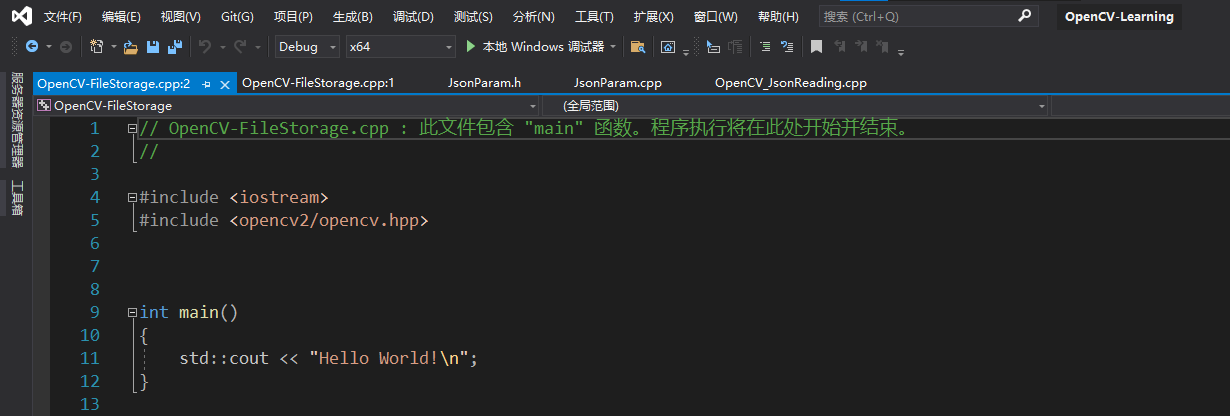 文件(F) 编辑(E) 视图(V) Git(G) 项目(P) 生成(B) 调试(D) 测试(S) 分析(N) 工具(T) 扩展(X) 窗口(W) 帮助(H) 搜索 (Ctrl+Q) OpenCV-Learning
Debug x64 本地 Windows 调试器
服务器资源管理器
工具箱
OpenCV-FileStorage.cpp:2 OpenCV-FileStorage.cpp:1 JsonParam.h JsonParam.cpp OpenCV_JsonReading.cpp
OpenCV-FileStorage (全局范围)
1 // OpenCV-FileStorage.cpp : 此文件包含 "main" 函数。程序执行将在此处开始并结束。
2 //
3
4 #include <iostream>
5 #include <opencv2/opencv.hpp>
6
7
8
9 int main()
10 {
11 std::cout << "Hello World!\n";
12 }
13